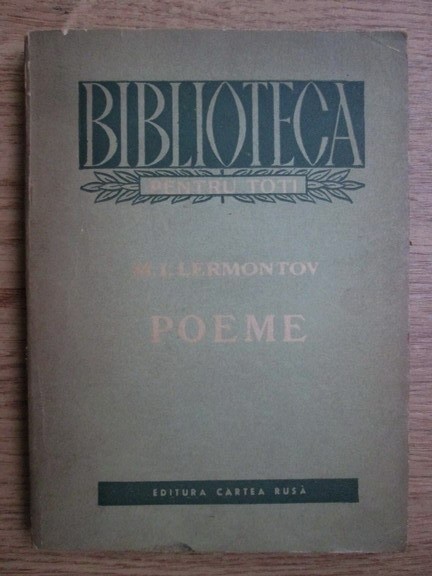 BIBLIOTECA
PENTRU TOȚI
M. I. LERMONTOV
POEME
EDITURA CARTEA RUSĂ